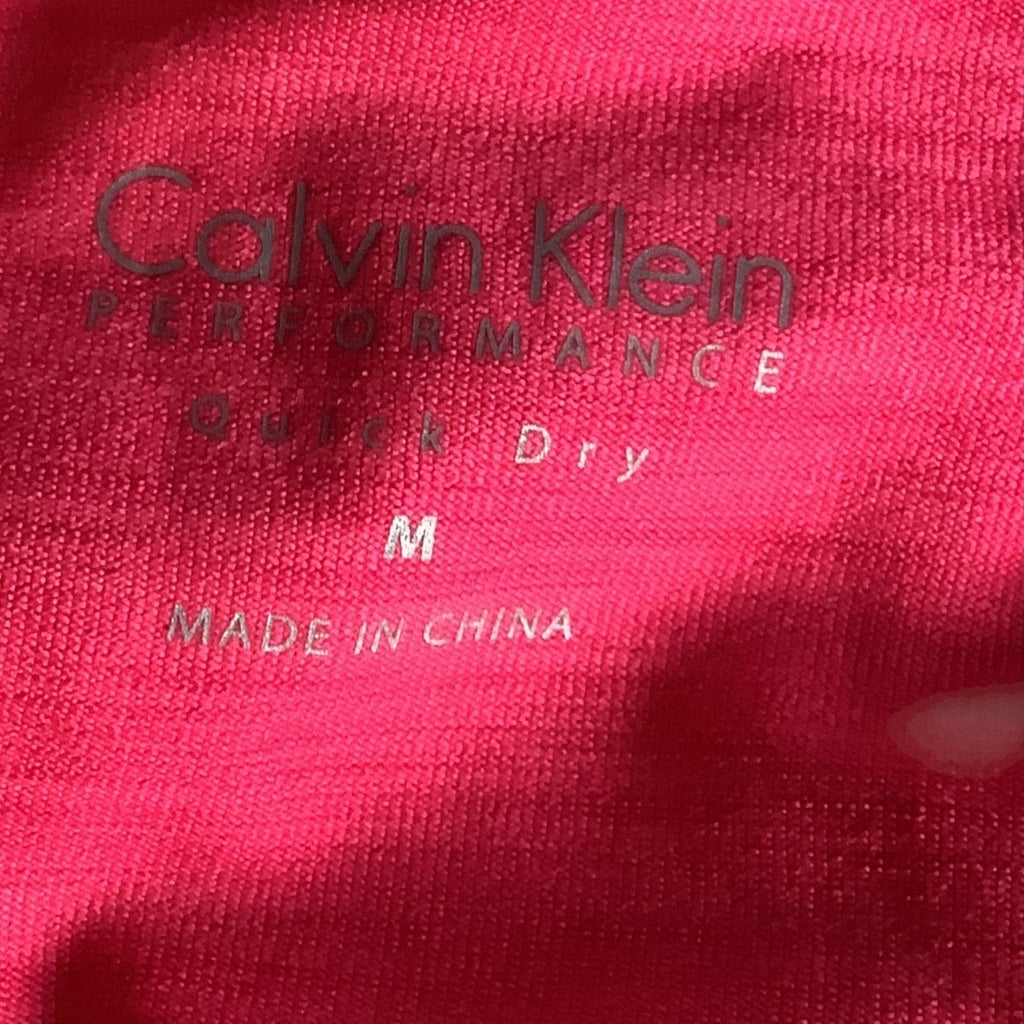 Calvin Klein
PERFORMANCE
Quick Dry
M
MADE IN CHINA